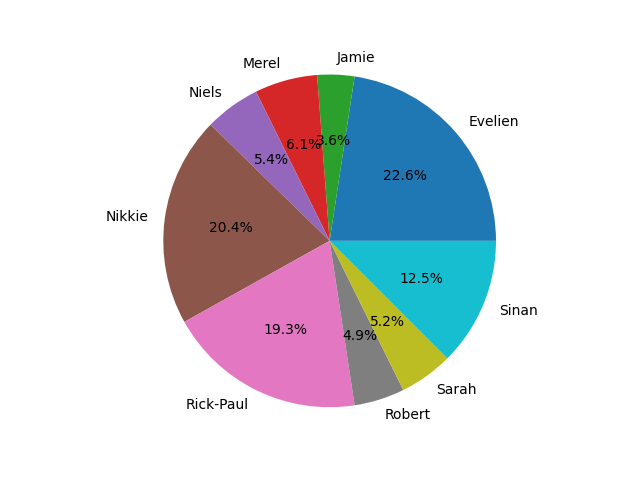 Jamie
Merel
Niels
Evelien
3.6%
6.1%
5.4%
22.6%
Nikkie
20.4%
12.5%
Sinan
5.2%
19.3%
4.9%
Sarah
Rick-Paul
Robert